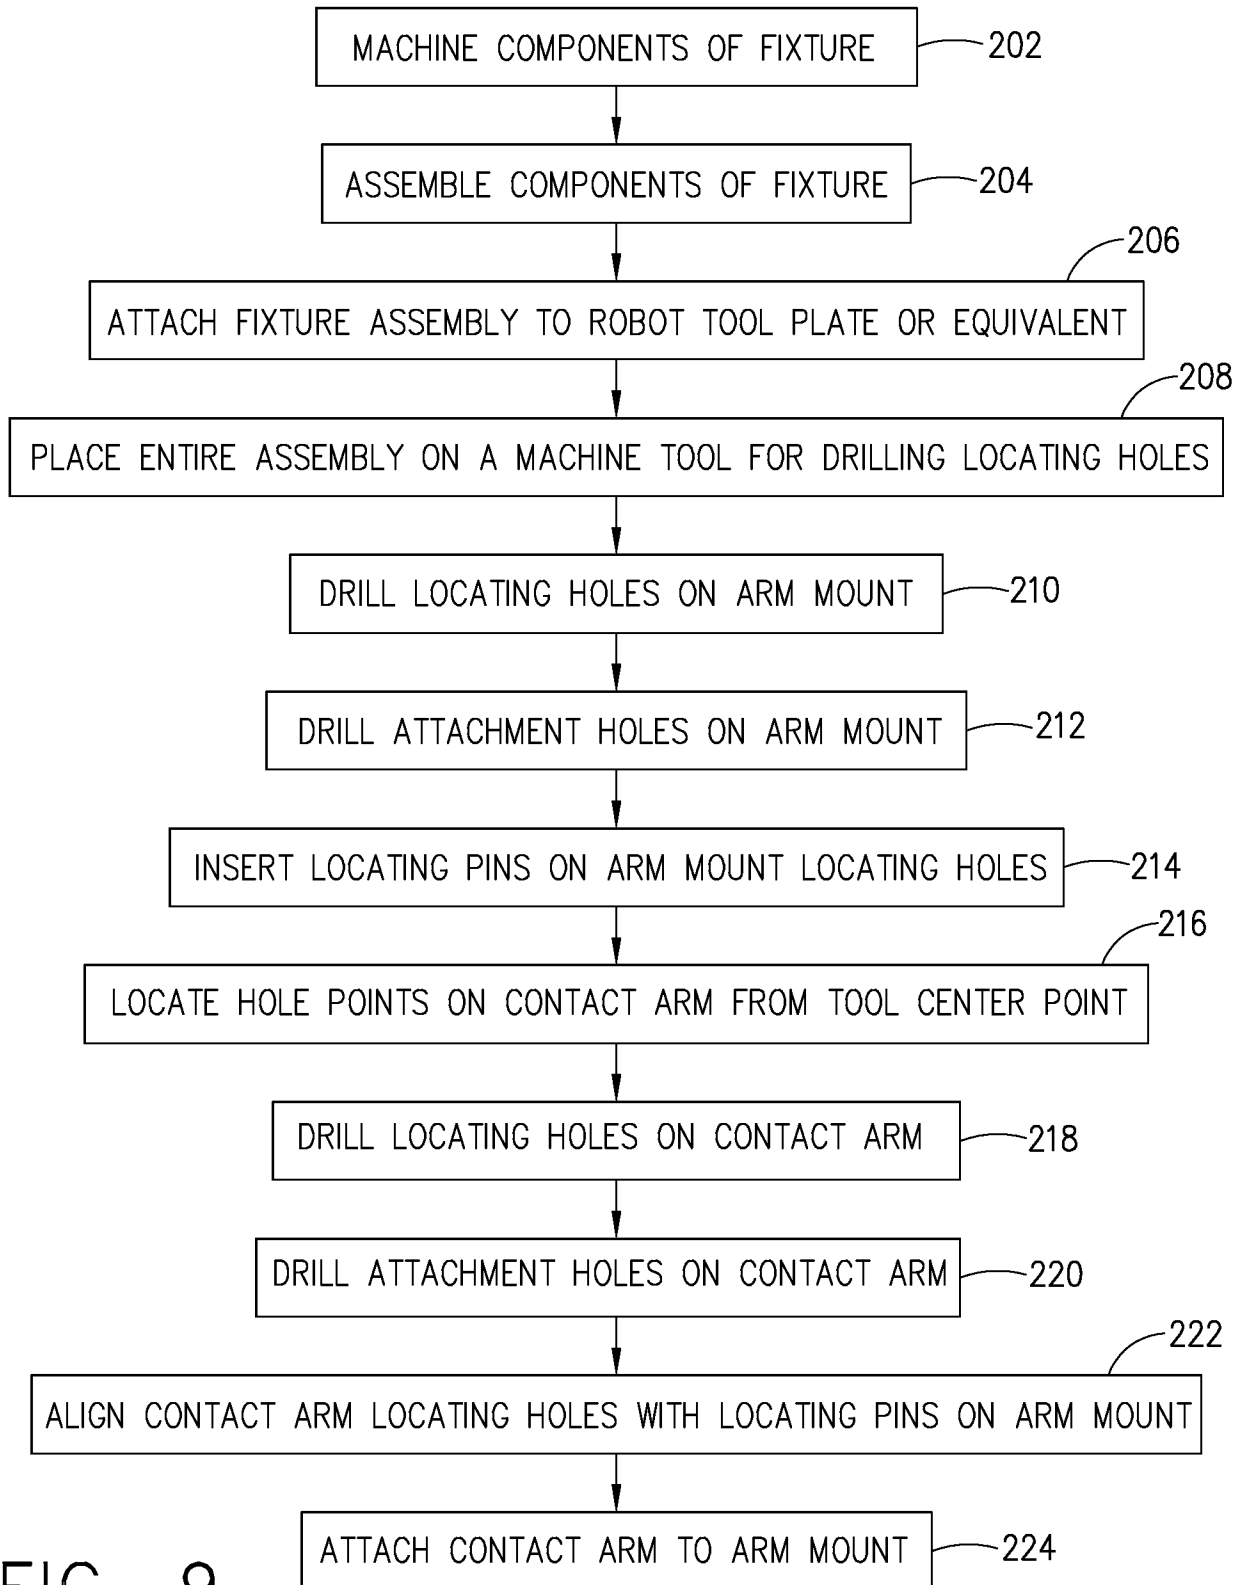 MACHINE COMPONENTS OF FIXTURE 202
ASSEMBLE COMPONENTS OF FIXTURE 204
206
ATTACH FIXTURE ASSEMBLY TO ROBOT TOOL PLATE OR EQUIVALENT
208
PLACE ENTIRE ASSEMBLY ON A MACHINE TOOL FOR DRILLING LOCATING HOLES
DRILL LOCATING HOLES ON ARM MOUNT 210
DRILL ATTACHMENT HOLES ON ARM MOUNT 212
INSERT LOCATING PINS ON ARM MOUNT LOCATING HOLES 214
216
LOCATE HOLE POINTS ON CONTACT ARM FROM TOOL CENTER POINT
DRILL LOCATING HOLES ON CONTACT ARM 218
DRILL ATTACHMENT HOLES ON CONTACT ARM 220
222
ALIGN CONTACT ARM LOCATING HOLES WITH LOCATING PINS ON ARM MOUNT
ATTACH CONTACT ARM TO ARM MOUNT 224
FIG. 9